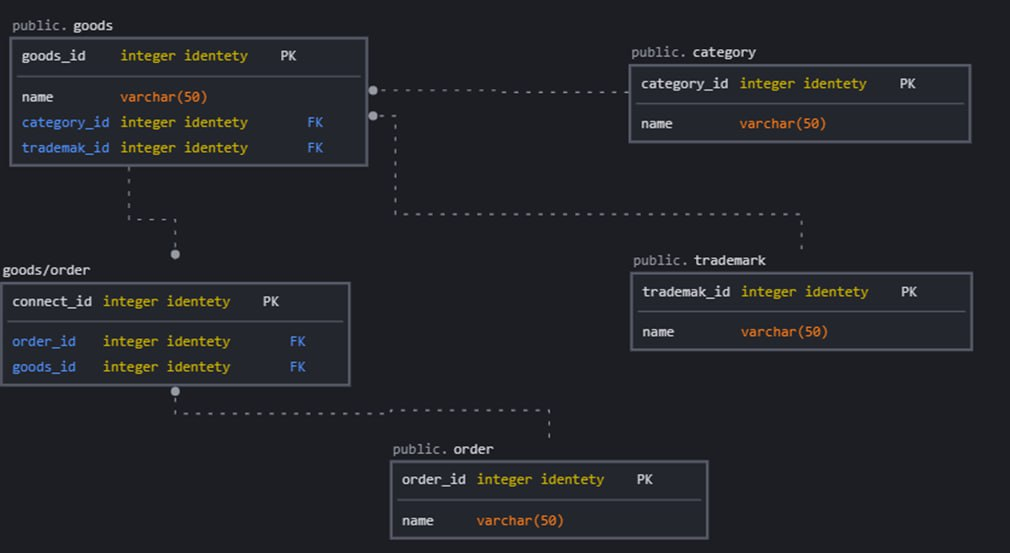 public. goods
goods_id integer identety PK
name varchar(50)
category_id integer identety FK
trademak_id integer identety FK
public. category
category_id integer identety PK
name varchar(50)
goods/order
connect_id integer identety PK
order_id integer identety FK
goods_id integer identety FK
public. trademark
trademak_id integer identety PK
name varchar(50)
public. order
order_id integer identety PK
name varchar(50)